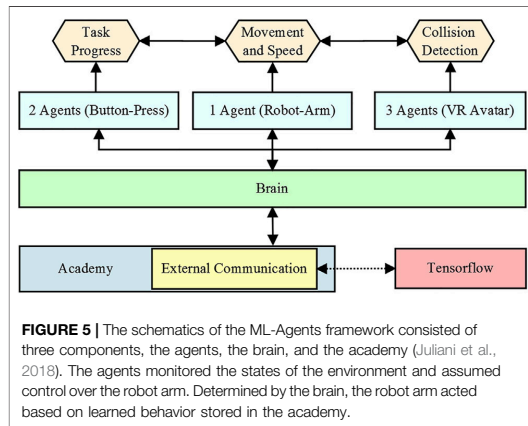 Task
Progress
Movement
and Speed
Collision
Detection
2 Agents (Button-Press)
1 Agent (Robot-Arm)
3 Agents (VR Avatar)
Brain
Academy
External Communication
Tensorflow
FIGURE 5 | The schematics of the ML-Agents framework consisted of
three components, the agents, the brain, and the academy (Juliani et al.,
2018). The agents monitored the states of the environment and assumed
control over the robot arm. Determined by the brain, the robot arm acted
based on learned behavior stored in the academy.